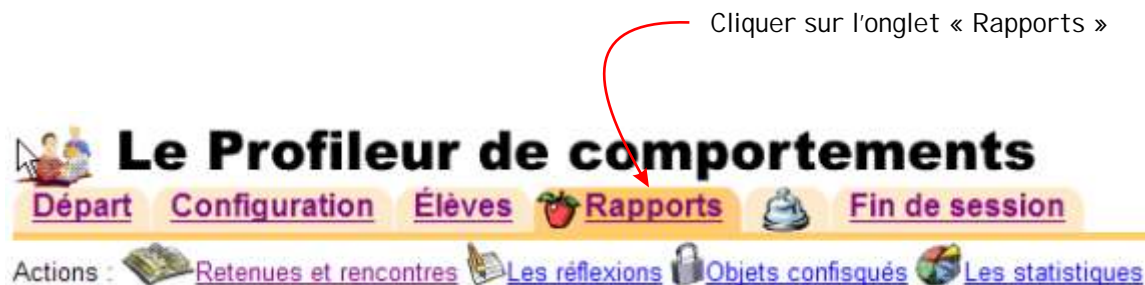 Cliquer sur l'onglet « Rapports »
Le Profileur de comportements
Départ Configuration Élèves Rapports Fin de session
Actions : Retenues et rencontres Les réflexions Objets confisqués Les statistiques